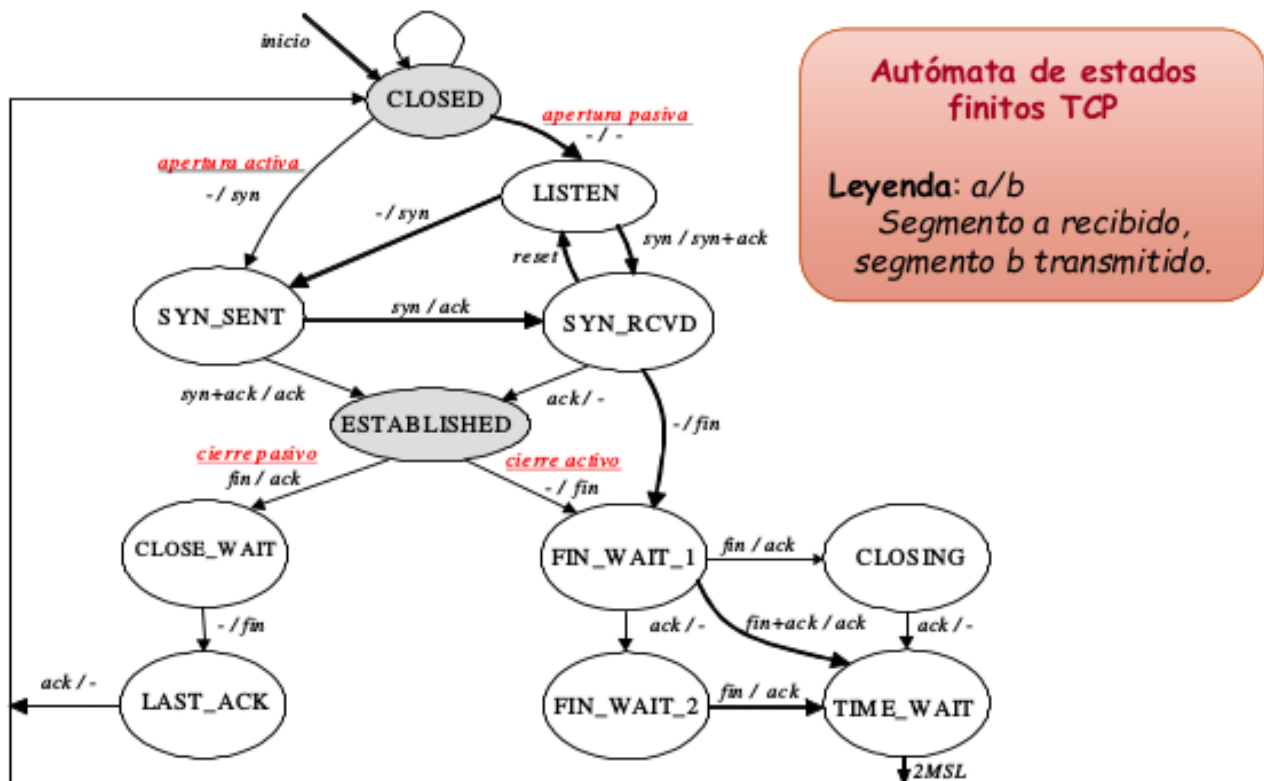 inicio
CLOSED
apertura pasiva
- / -
apertura activa
- / syn
LISTEN
- / syn
syn / syn+ack
reset
SYN_SENT
syn / ack
SYN_RCVD
syn+ack / ack
ack / -
ESTABLISHED
- / fin
cierre pasivo
fin / ack
cierre activo
- / fin
CLOSE_WAIT
FIN_WAIT_1
fin / ack
CLOSING
- / fin
ack / -
fin+ack / ack
ack / -
ack / -
LAST_ACK
FIN_WAIT_2
fin / ack
TIME_WAIT
2MSL
Autómata de estados
finitos TCP
Leyenda: a/b
Segmento a recibido,
segmento b transmitido.